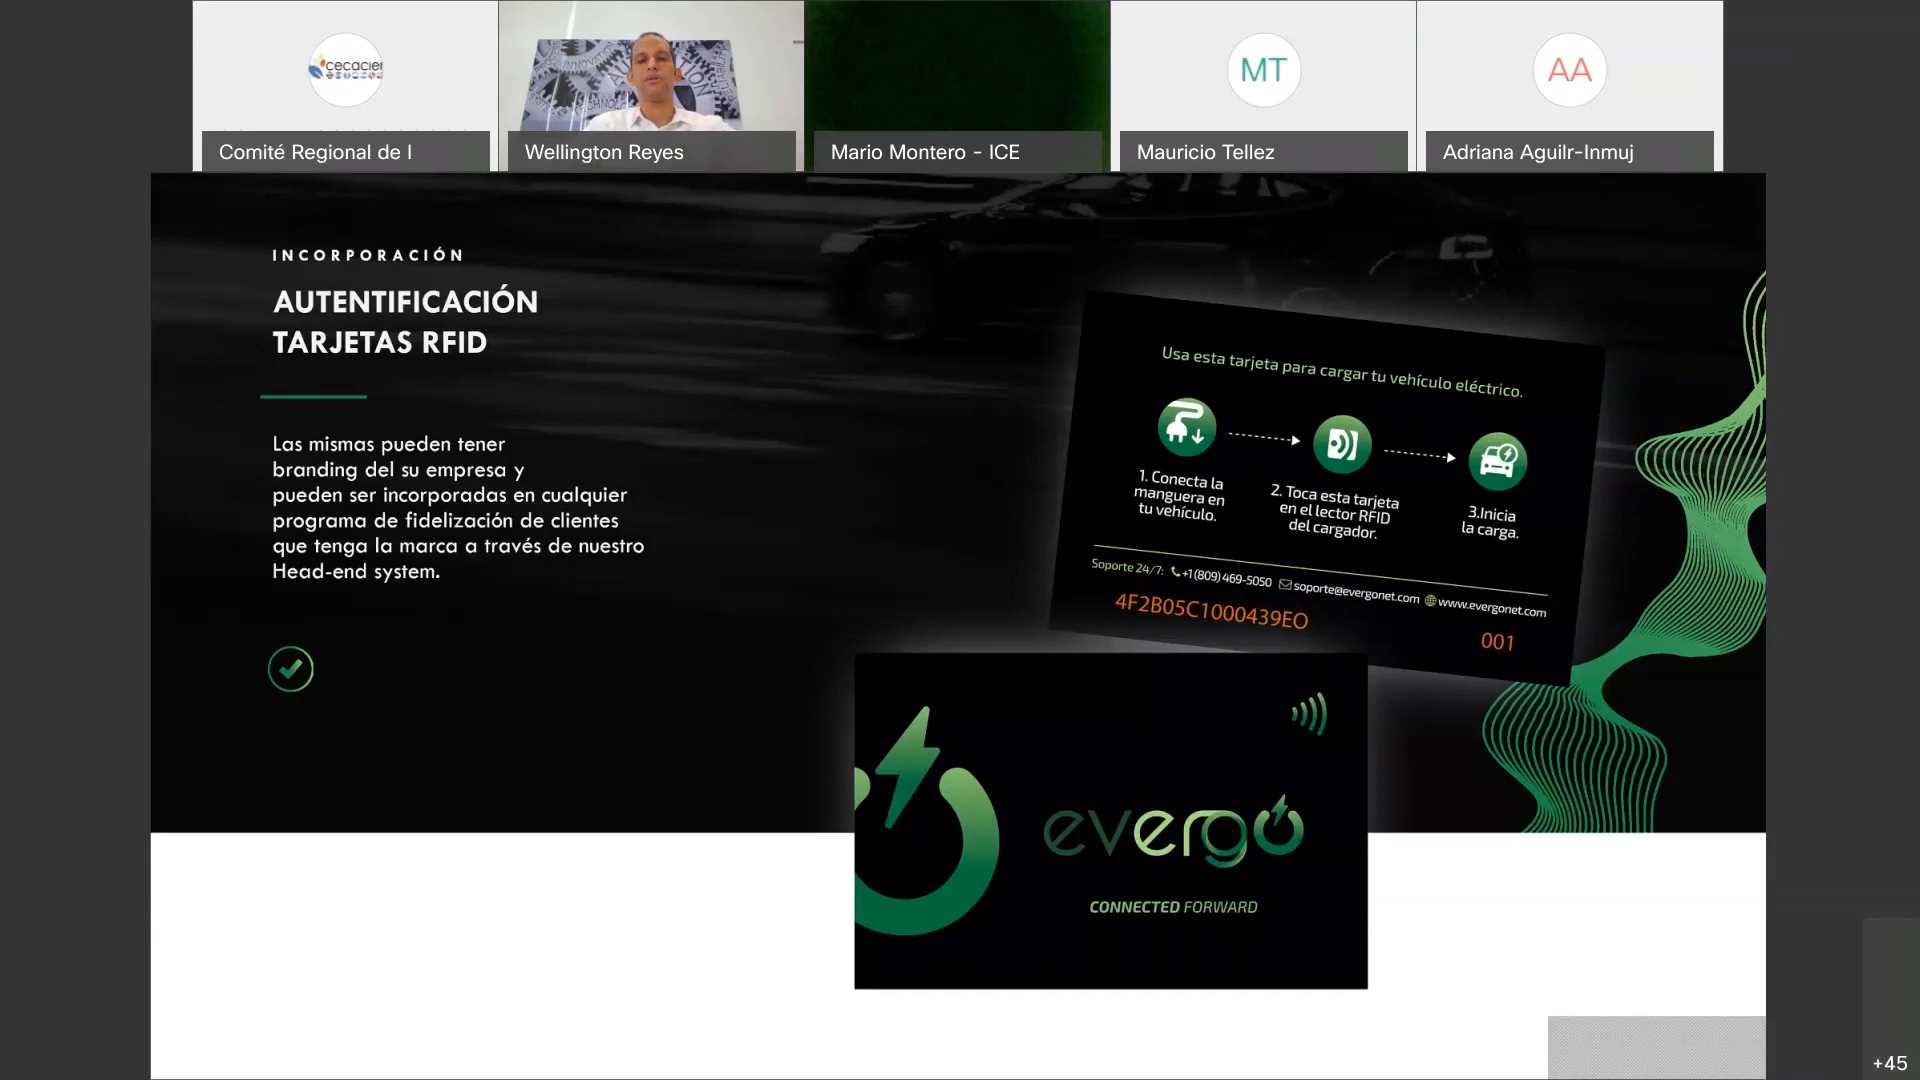 cecacier
Comité Regional de I
Wellington Reyes
Mario Montero - ICE
MT
Mauricio Tellez
AA
Adriana Aguilr-Inmuj
INCORPORACIÓN
AUTENTIFICACIÓN
TARJETAS RFID
Las mismas pueden tener
branding del su empresa y
pueden ser incorporadas en cualquier
programa de fidelización de clientes
que tenga la marca a través de nuestro
Head-end system.
Usa esta tarjeta para cargar tu vehículo eléctrico.
1. Conecta la
manguera en
tu vehículo.
2. Toca esta tarjeta
en el lector RFID
del cargador.
3.Inicia
la carga.
Soporte 24/7: +1 (809) 469-5050 soporte@evergonet.com www.evergonet.com
4F2B05C1000439EO
001
evergo
CONNECTED FORWARD
+45